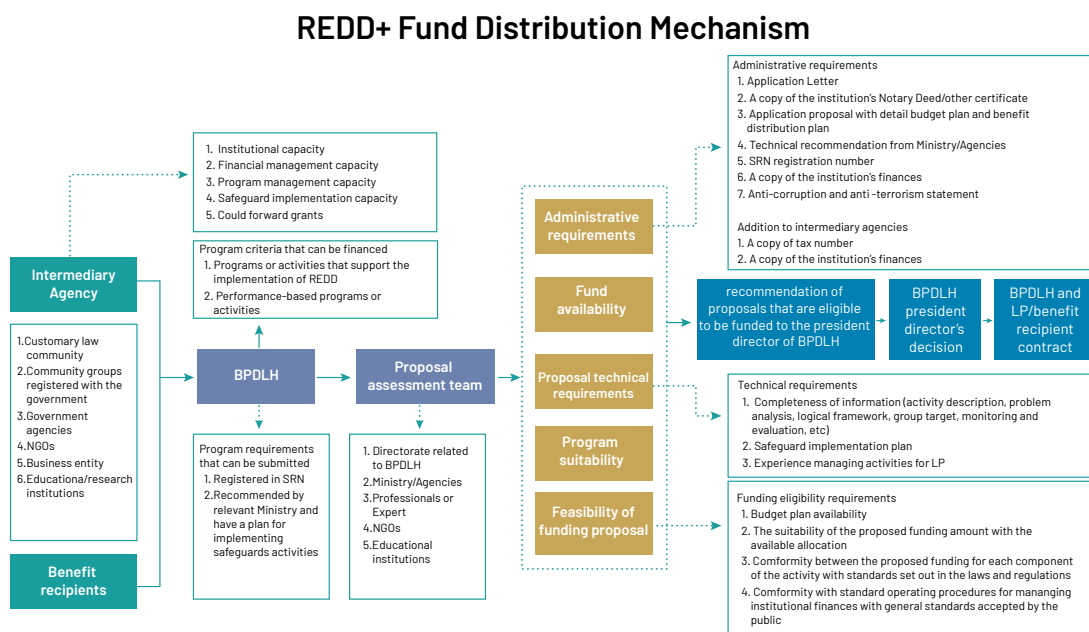 REDD+ Fund Distribution Mechanism
Intermediary
Agency
1.Customary law
community
2.Community groups
registered with the
government
3.Government
agencies
4.NGOs
5.Business entity
6.Educationa/research
institutions
Benefit
recipients
1. Institutional capacity
2. Financial management capacity
3. Program management capacity
4. Safeguard implementation capacity
5. Could forward grants
Program criteria that can be financed
1. Programs or activities that support the
implementation of REDD
2. Performance-based programs or
activities
BPDLH
Program requirements
that can be submitted
1. Registered in SRN
2.Recommended by
relevant Ministry and
have a plan for
implementing
safeguards activities
Proposal
assessment team
1. Directorate related
to BPDLH
2.Ministry/Agencies
3.Professionals or
Expert
4.NGOs
5.Educational
institutions
Administrative
requirements
Fund
availability
Proposal technical
requirements
Program
suitability
Feasibility of
funding proposal
Administrative requirements
1. Application Letter
2. A copy of the institution's Notary Deed/other certificate
3. Application proposal with detail budget plan and benefit
distribution plan
4. Technical recommendation from Ministry/Agencies
5. SRN registration number
6. A copy of the institution's finances
7. Anti-corruption and anti -terrorism statement
Addition to intermediary agencies
1. A copy of tax number
2. A copy of the institution's finances
recommendation of
proposals that are eligible
to be funded to the president
director of BPDLH
BPDLH
president
director's
decision
BPDLH and
LP/benefit
recipient
contract
Technical requirements
1. Completeness of information (activity description, problem
analysis, logical framework, group target, monitoring and
evaluation, etc)
2. Safeguard implementation plan
3. Experience managing activities for LP
Funding eligibility requirements
1. Budget plan availability
2. The suitability of the proposed funding amount with the
available allocation
3. Comformity between the proposed funding for each component
of the activity with standards set out in the laws and regulations
4. Comformity with standard operating procedures for mananging
institutional finances with general standards accepted by the
public